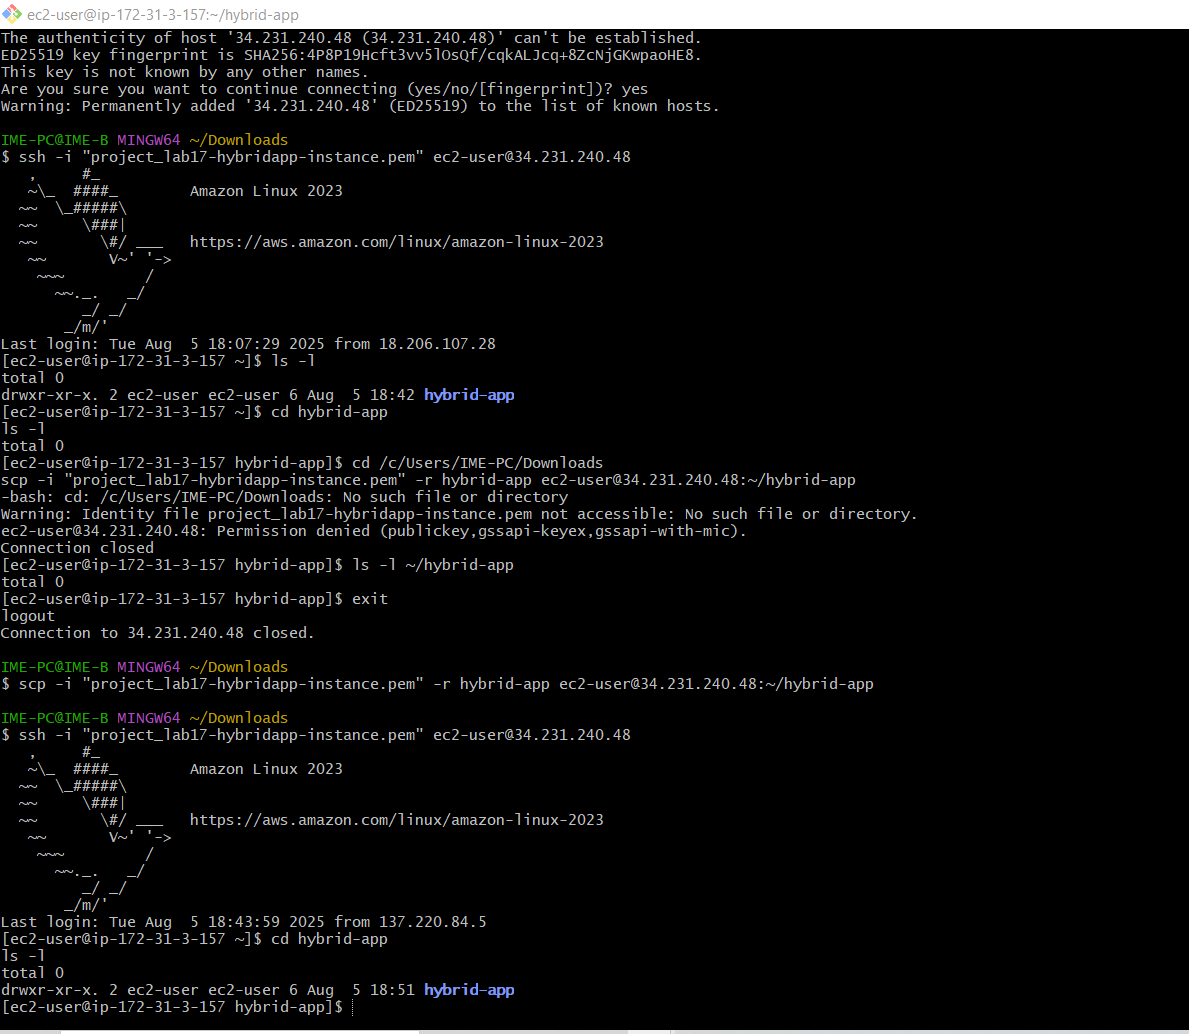 ec2-user@ip-172-31-3-157:~/hybrid-app
The authenticity of host '34.231.240.48 (34.231.240.48)' can't be established.
ED25519 key fingerprint is SHA256:4P8P19Hcft3vv5lOsQf/cqkALJcq+8ZcNjGKwpaoHE8.
This key is not known by any other names.
Are you sure you want to continue connecting (yes/no/[fingerprint])? yes
Warning: Permanently added '34.231.240.48' (ED25519) to the list of known hosts.
IME-PC@IME-B MINGW64 ~/Downloads
$ ssh -i "project_lab17-hybridapp-instance.pem" ec2-user@34.231.240.48
   ,     #_
   ~\_  ####_        Amazon Linux 2023
  ~~  \_#####\
  ~~     \###|
  ~~       \#/ ___   https://aws.amazon.com/linux/amazon-linux-2023
   ~~       V~' '->
    ~~~         /
      ~~._.   _/
         _/ _/
       _/m/'
Last login: Tue Aug  5 18:07:29 2025 from 18.206.107.28
[ec2-user@ip-172-31-3-157 ~]$ ls -l
total 0
drwxr-xr-x. 2 ec2-user ec2-user 6 Aug  5 18:42 hybrid-app
[ec2-user@ip-172-31-3-157 ~]$ cd hybrid-app
ls -l
total 0
[ec2-user@ip-172-31-3-157 hybrid-app]$ cd /c/Users/IME-PC/Downloads
scp -i "project_lab17-hybridapp-instance.pem" -r hybrid-app ec2-user@34.231.240.48:~/hybrid-app
-bash: cd: /c/Users/IME-PC/Downloads: No such file or directory
Warning: Identity file project_lab17-hybridapp-instance.pem not accessible: No such file or directory.
ec2-user@34.231.240.48: Permission denied (publickey,gssapi-keyex,gssapi-with-mic).
Connection closed
[ec2-user@ip-172-31-3-157 hybrid-app]$ ls -l ~/hybrid-app
total 0
[ec2-user@ip-172-31-3-157 hybrid-app]$ exit
logout
Connection to 34.231.240.48 closed.
IME-PC@IME-B MINGW64 ~/Downloads
$ scp -i "project_lab17-hybridapp-instance.pem" -r hybrid-app ec2-user@34.231.240.48:~/hybrid-app
IME-PC@IME-B MINGW64 ~/Downloads
$ ssh -i "project_lab17-hybridapp-instance.pem" ec2-user@34.231.240.48
   ,     #_
   ~\_  ####_        Amazon Linux 2023
  ~~  \_#####\
  ~~     \###|
  ~~       \#/ ___   https://aws.amazon.com/linux/amazon-linux-2023
   ~~       V~' '->
    ~~~         /
      ~~._.   _/
         _/ _/
       _/m/'
Last login: Tue Aug  5 18:43:59 2025 from 137.220.84.5
[ec2-user@ip-172-31-3-157 ~]$ cd hybrid-app
ls -l
total 0
drwxr-xr-x. 2 ec2-user ec2-user 6 Aug  5 18:51 hybrid-app
[ec2-user@ip-172-31-3-157 hybrid-app]$